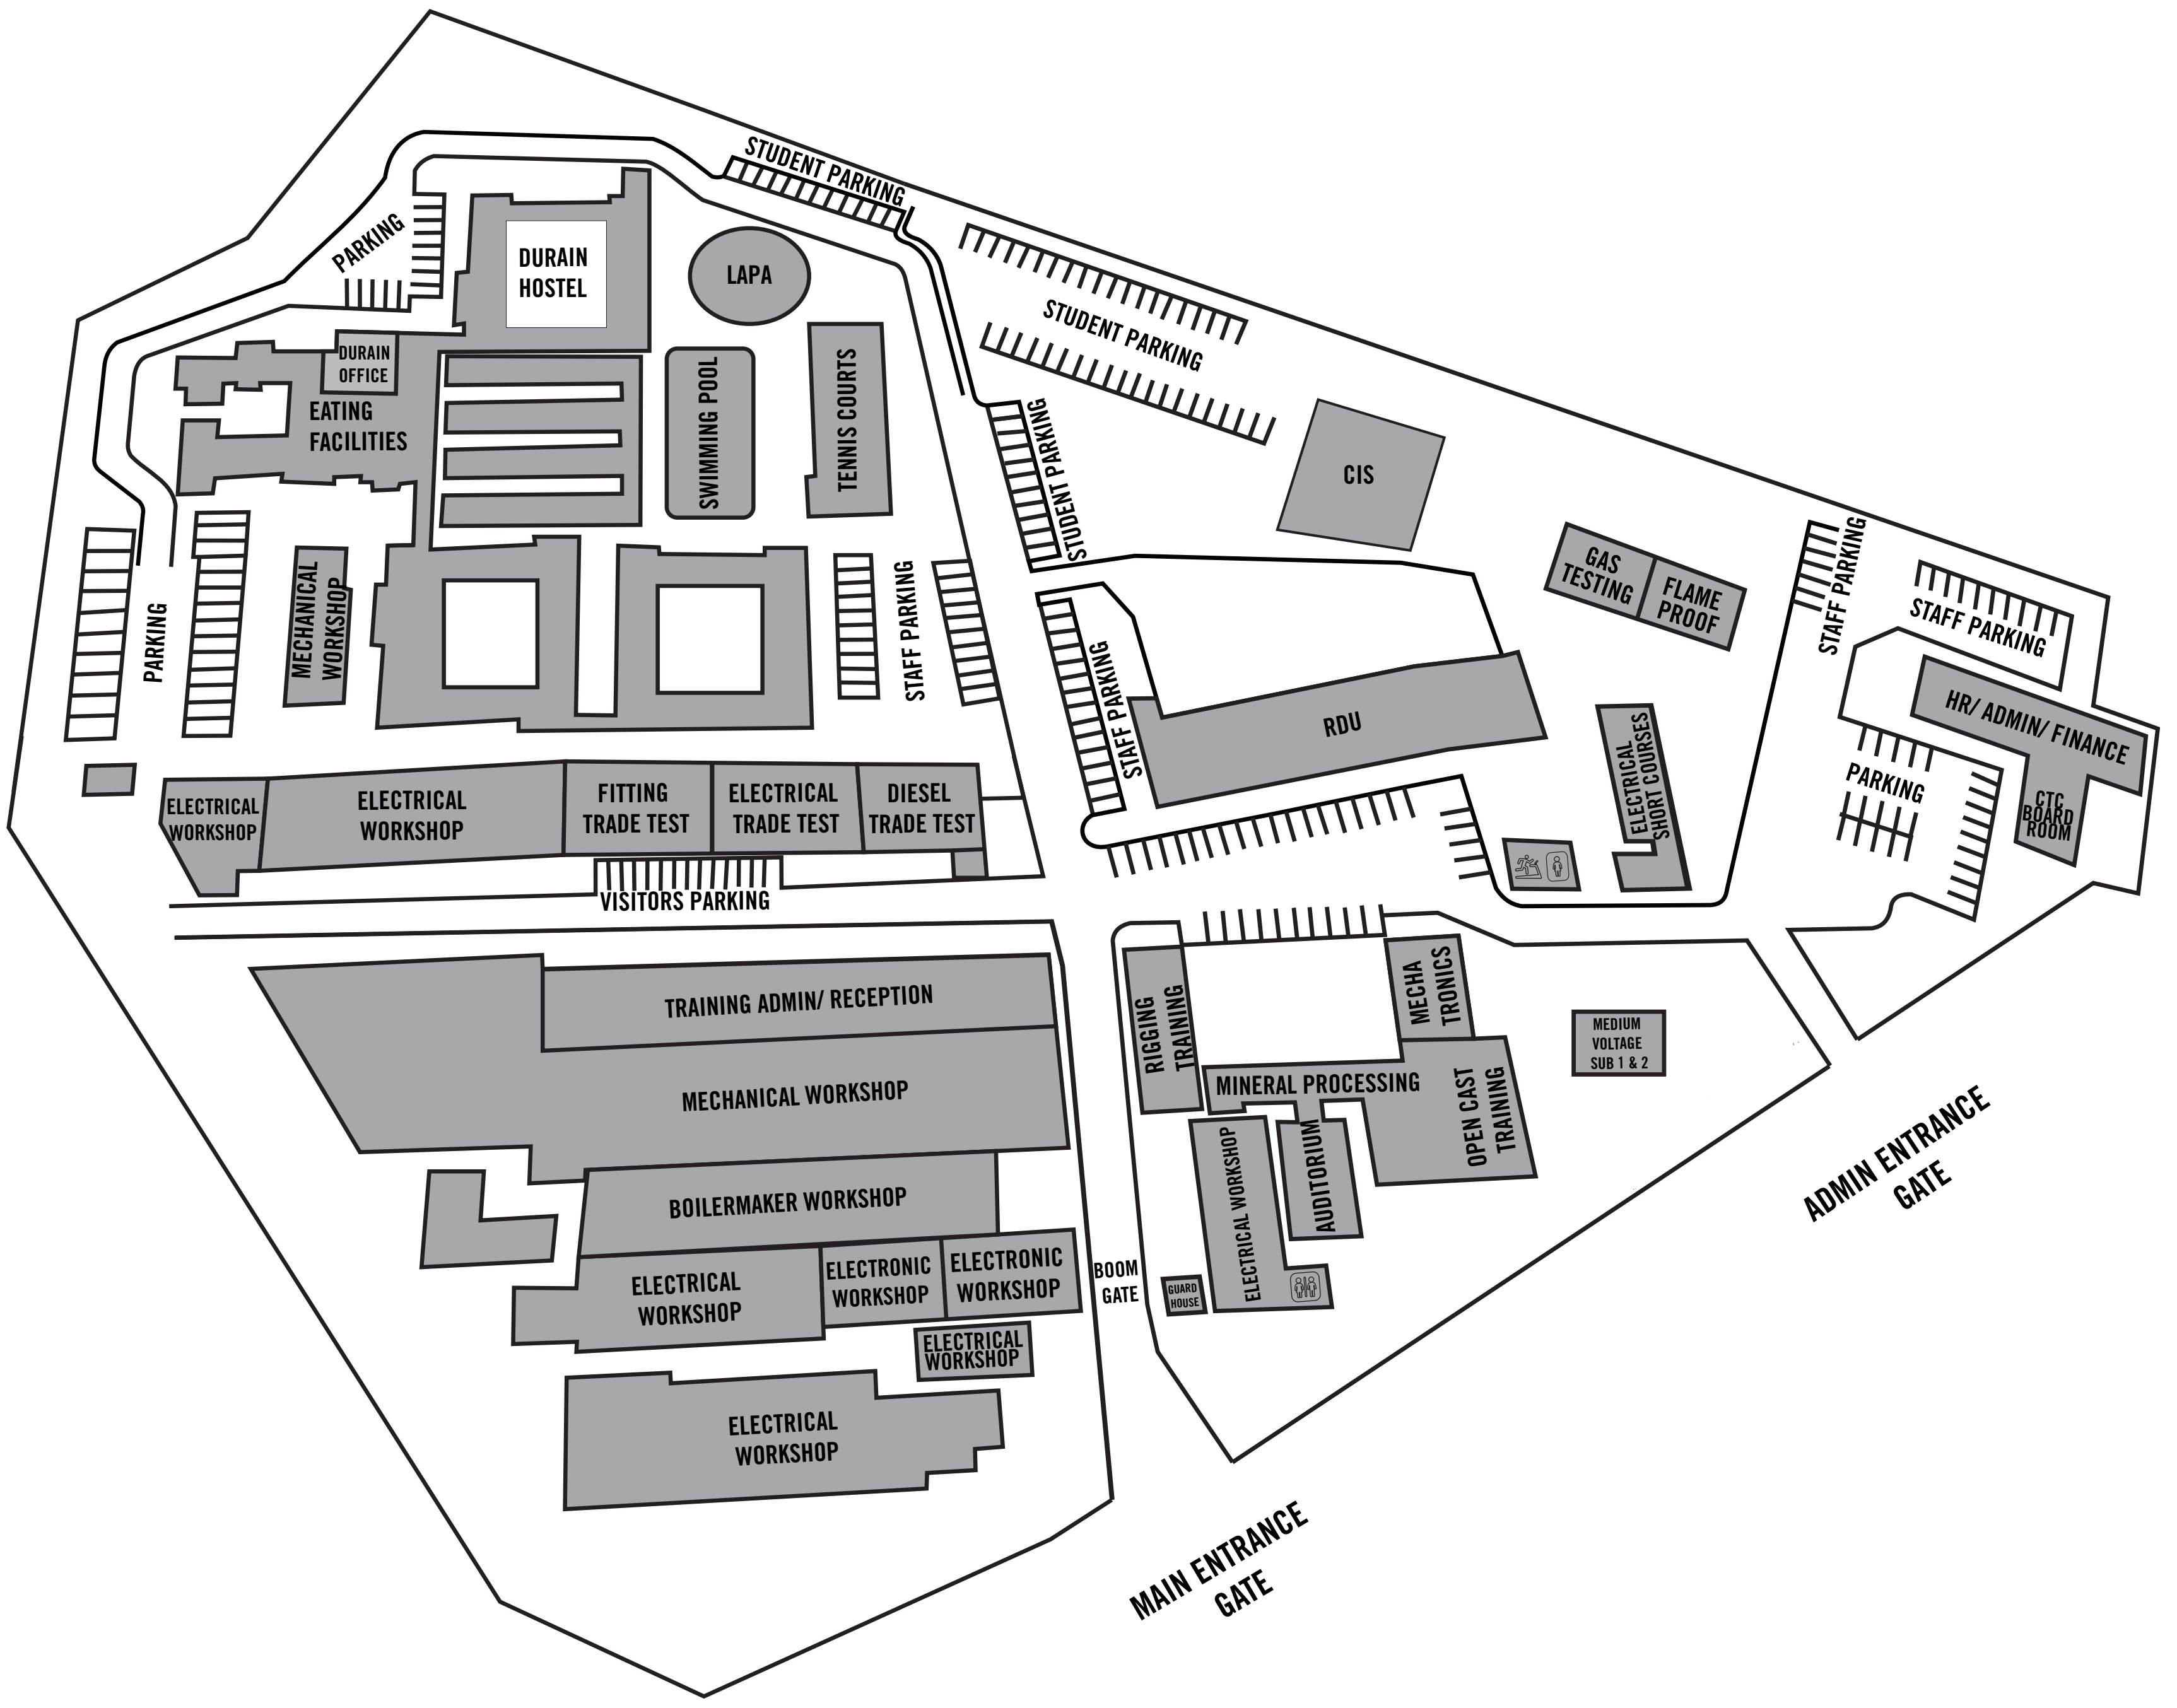 STUDENT PARKING
PARKING
DURAIN
HOSTEL
LAPA
STUDENT PARKING
DURAIN
OFFICE
EATING
FACILITIES
SWIMMING POOL
TENNIS COURTS
STUDENT PARKING
CIS
GAS
TESTING
FLAME
PROOF
STAFF PARKING
STAFF PARKING
PARKING
MECHANICAL
WORKSHOP
STAFF PARKING
STAFF PARKING
RDU
HR/ ADMIN/ FINANCE
ELECTRICAL
SHORT COURSES
PARKING
CTC
BOARD
ROOM
ELECTRICAL
WORKSHOP
ELECTRICAL
WORKSHOP
FITTING
TRADE TEST
ELECTRICAL
TRADE TEST
DIESEL
TRADE TEST
VISITORS PARKING
TRAINING ADMIN/ RECEPTION
MECHANICAL WORKSHOP
RIGGING
TRAINING
MECHA
TRONICS
MEDIUM
VOLTAGE
SUB 1 & 2
MINERAL PROCESSING
OPEN CAST
TRAINING
ELECTRICAL WORKSHOP
AUDITORIUM
BOILERMAKER WORKSHOP
ELECTRICAL
WORKSHOP
ELECTRONIC
WORKSHOP
ELECTRONIC
WORKSHOP
BOOM
GATE
GUARD
HOUSE
ELECTRICAL
WORKSHOP
ELECTRICAL
WORKSHOP
ADMIN ENTRANCE
GATE
MAIN ENTRANCE
GATE